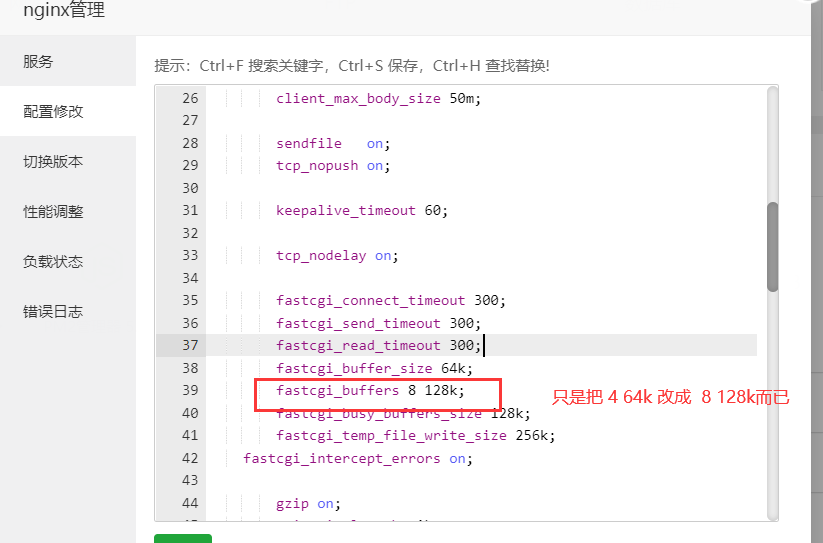 nginx管理
服务
配置修改
切换版本
性能调整
负载状态
错误日志
提示：Ctrl+F 搜索关键字，Ctrl+S 保存，Ctrl+H 查找替换!
26 client_max_body_size 50m;
27
28 sendfile   on;
29 tcp_nopush on;
30
31 keepalive_timeout 60;
32
33 tcp_nodelay on;
34
35 fastcgi_connect_timeout 300;
36 fastcgi_send_timeout 300;
37 fastcgi_read_timeout 300;
38 fastcgi_buffer_size 64k;
39 fastcgi_buffers 8 128k;
只是把 4 64k 改成  8 128k而已
40 fastcgi_busy_buffers_size 128k;
41 fastcgi_temp_file_write_size 256k;
42 fastcgi_intercept_errors on;
43
44 gzip on;